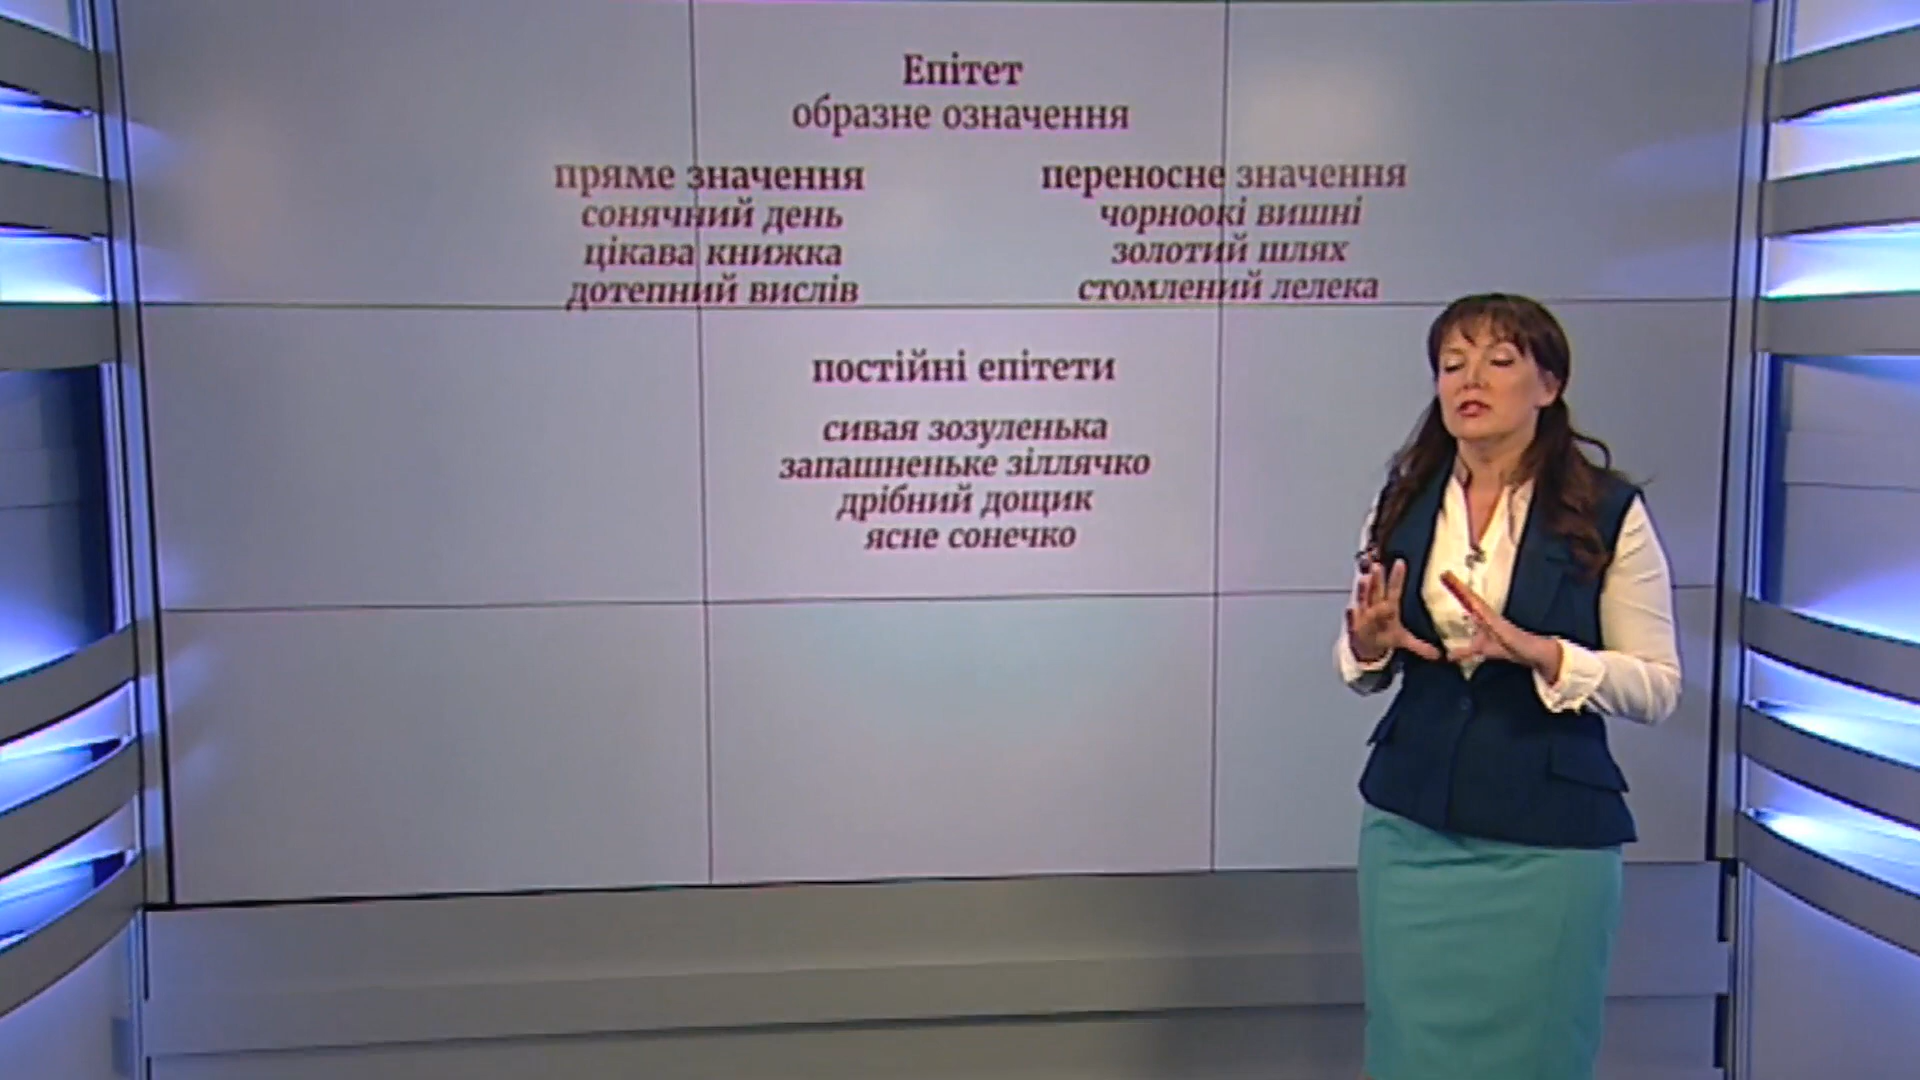 Епітет
образне означення
пряме значення
сонячний день
цікава книжка
дотепний вислів
переносне значення
чорноокі вишні
золотий шлях
стомлений лелека
постійні епітети
сивая зозуленька
запашненьке зіллячко
дрібний дощик
ясне сонечко